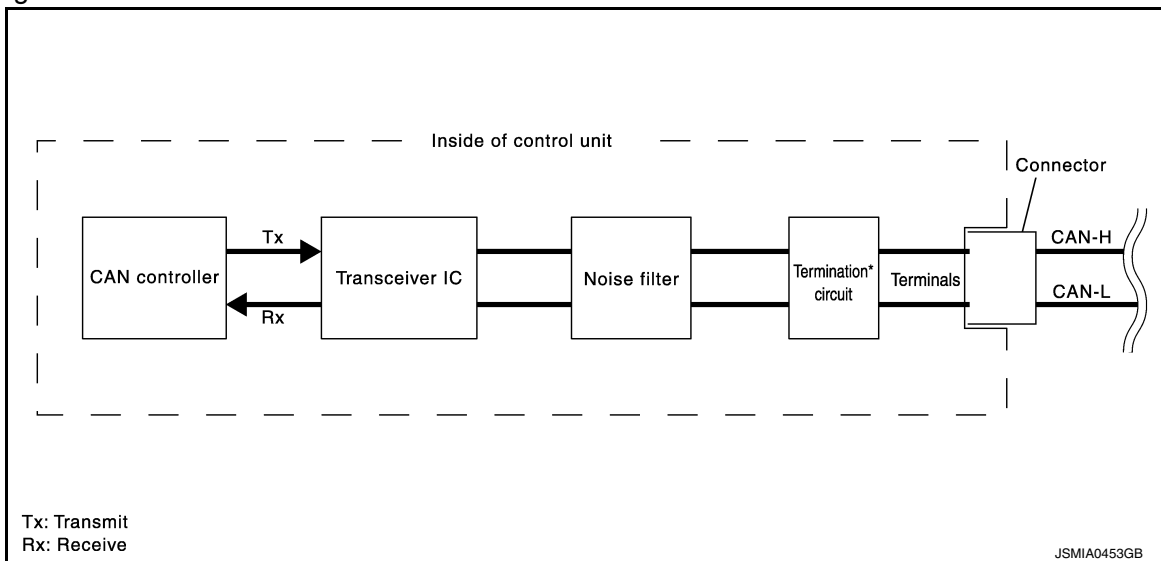 Inside of control unit
Connector
CAN controller
Tx
Rx
Transceiver IC
Noise filter
Termination*
circuit
Terminals
CAN-H
CAN-L
Tx: Transmit
Rx: Receive
JSMIA0453GB